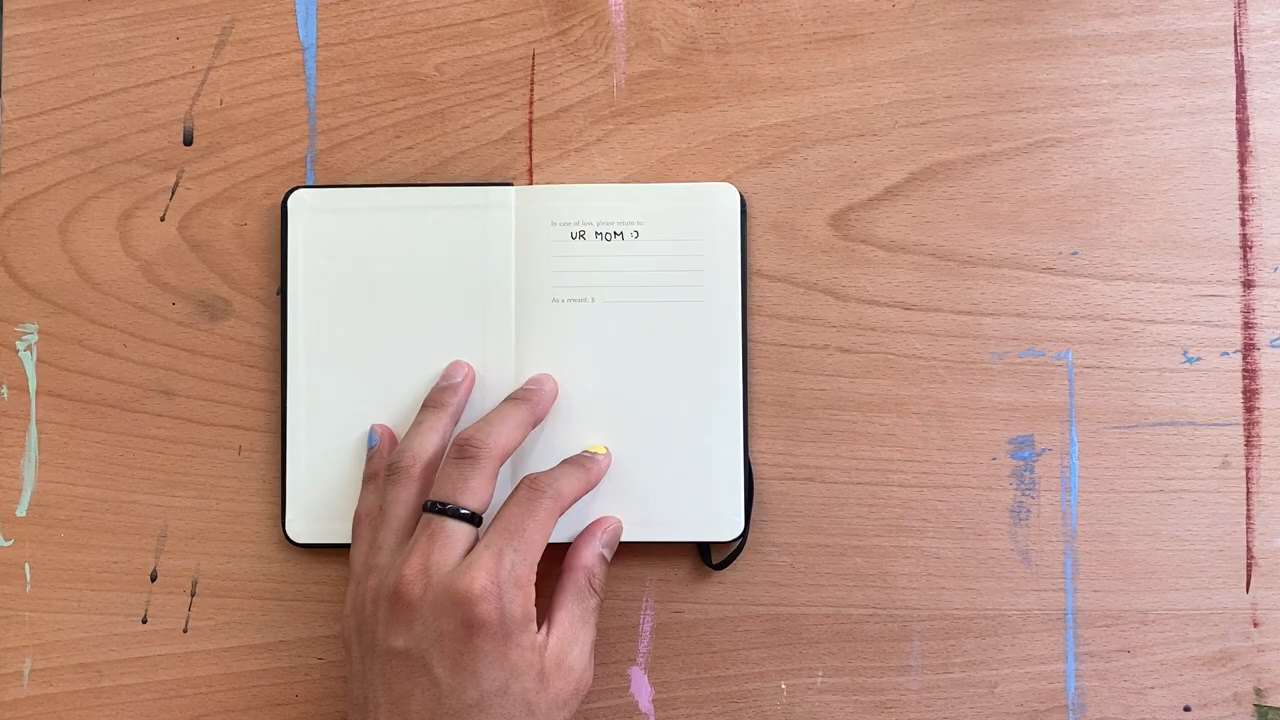 In case of loss, please return to:
UR MOM :)
As a reward: $